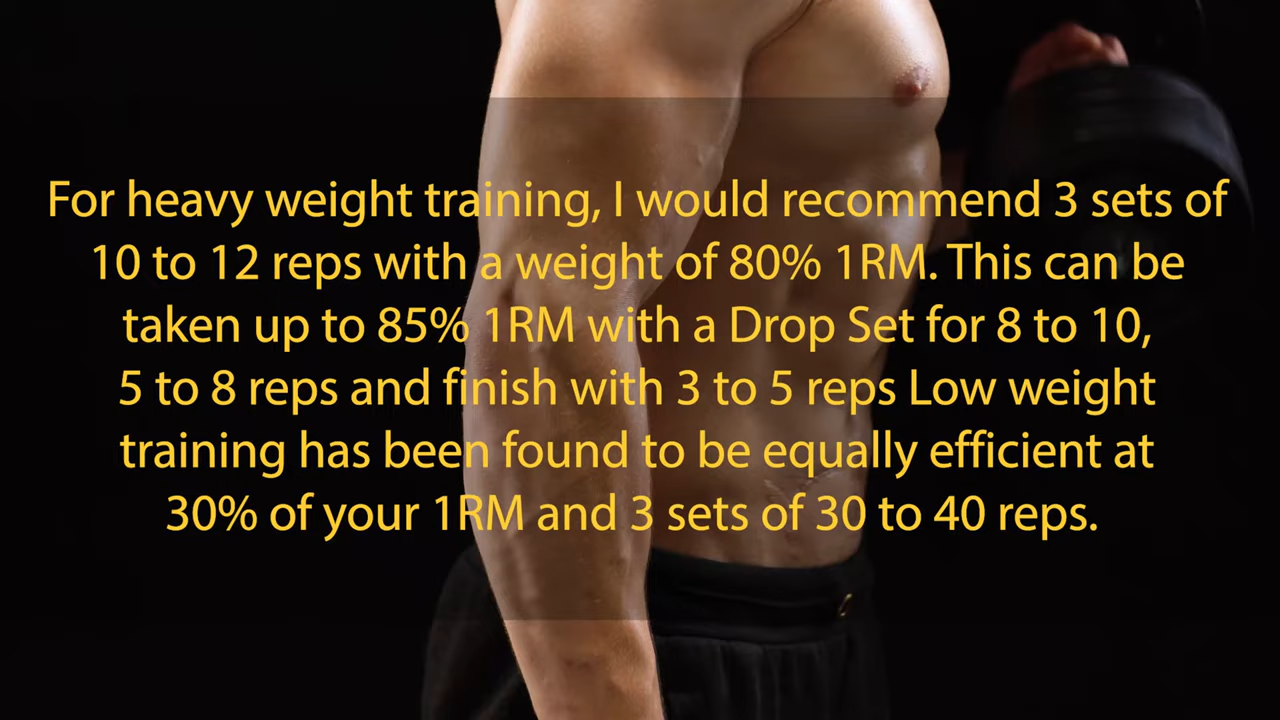 For heavy weight training, I would recommend 3 sets of
10 to 12 reps with a weight of 80% 1RM. This can be
taken up to 85% 1RM with a Drop Set for 8 to 10,
5 to 8 reps and finish with 3 to 5 reps Low weight
training has been found to be equally efficient at
30% of your 1RM and 3 sets of 30 to 40 reps.